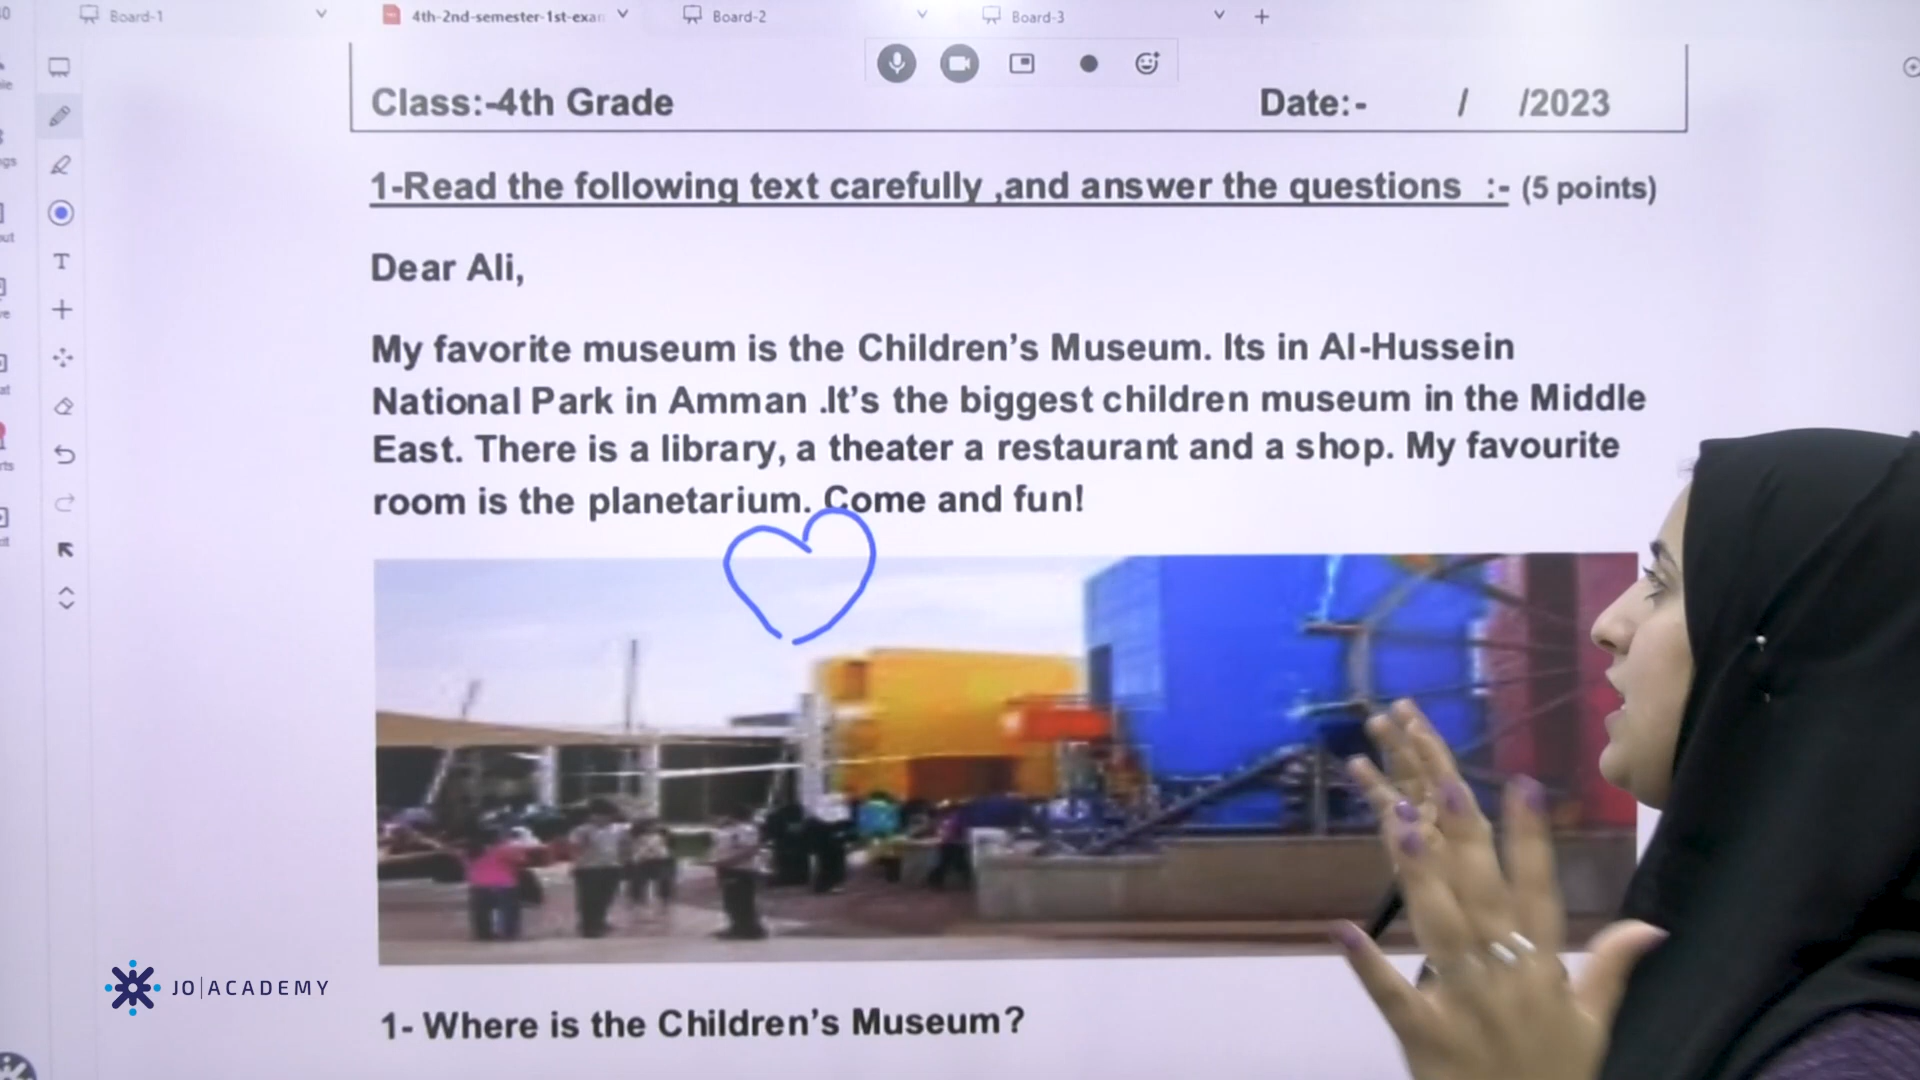 Board-1
4th-2nd-semester-1st-exar
Board-2
Board-3
Class:-4th Grade
Date:- / /2023
1-Read the following text carefully ,and answer the questions :- (5 points)
Dear Ali,
My favorite museum is the Children's Museum. Its in Al-Hussein
National Park in Amman .It's the biggest children museum in the Middle
East. There is a library, a theater a restaurant and a shop. My favourite
room is the planetarium. Come and fun!
JO|ACADEMY
1- Where is the Children's Museum?